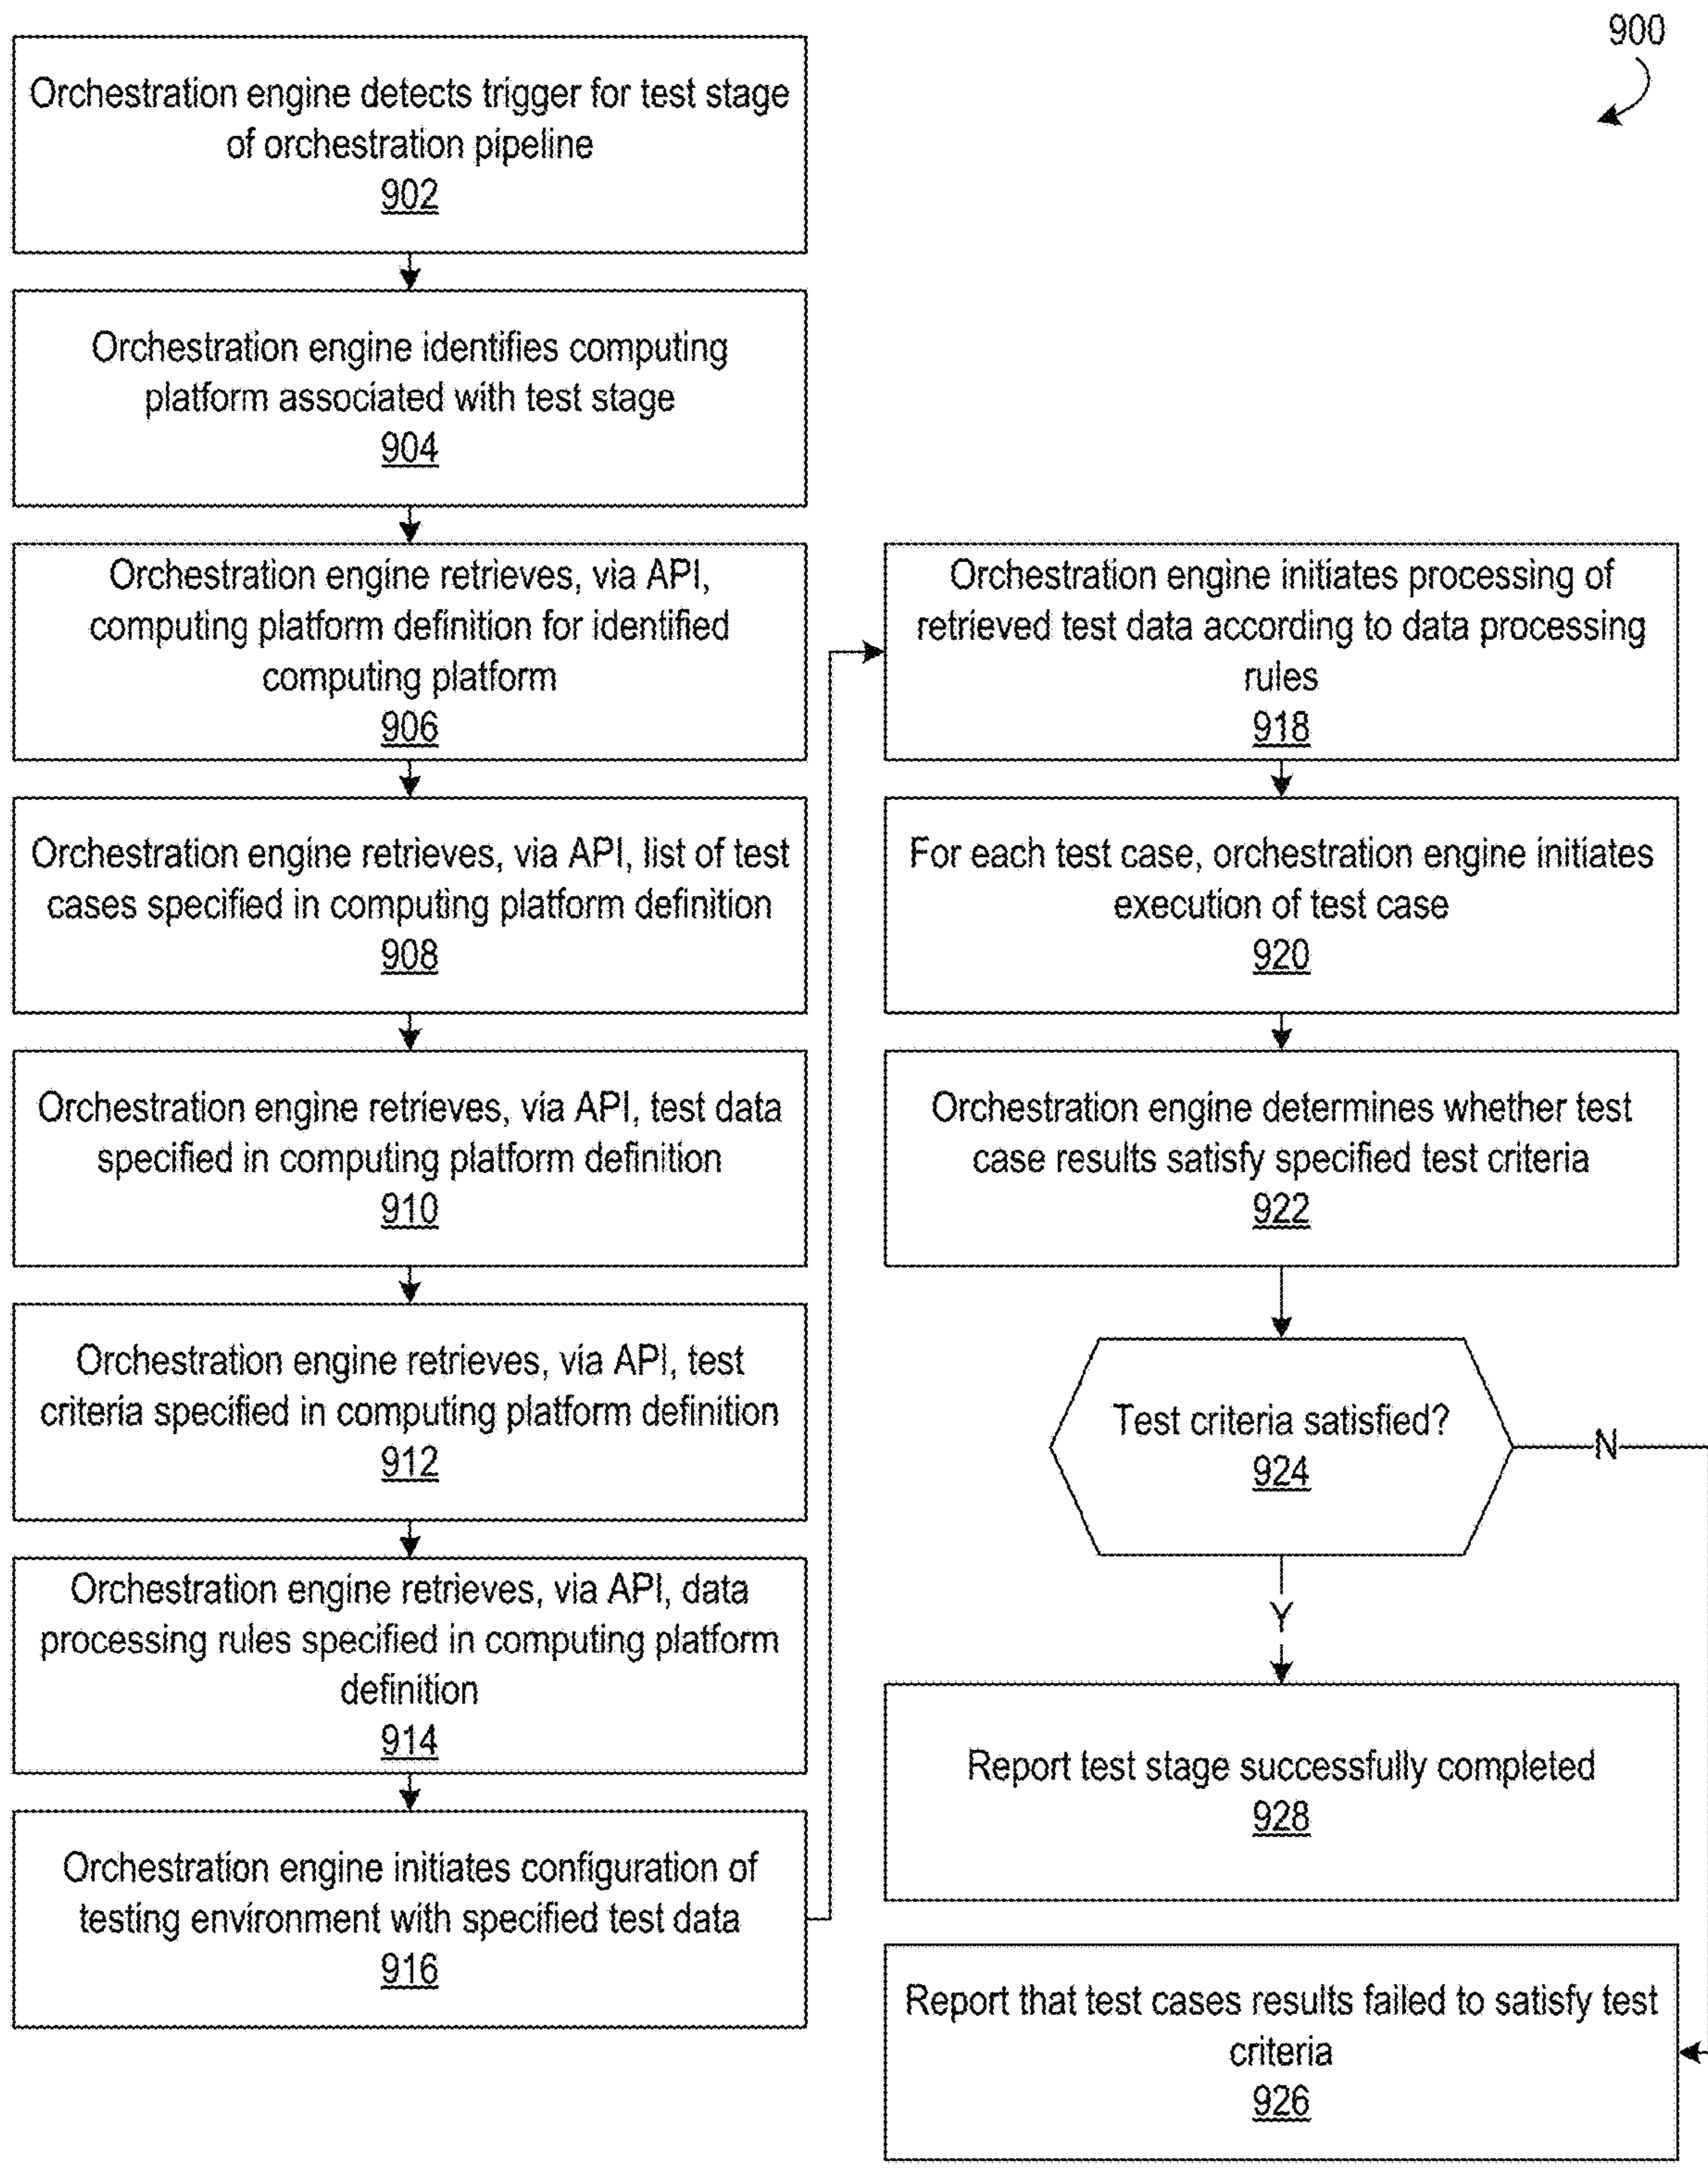 900
Orchestration engine detects trigger for test stage
of orchestration pipeline
902
Orchestration engine identifies computing
platform associated with test stage
904
Orchestration engine retrieves, via API,
computing platform definition for identified
computing platform
906
Orchestration engine retrieves, via API, list of test
cases specified in computing platform definition
908
Orchestration engine retrieves, via API, test data
specified in computing platform definition
910
Orchestration engine retrieves, via API, test
criteria specified in computing platform definition
912
Orchestration engine retrieves, via API, data
processing rules specified in computing platform
definition
914
Orchestration engine initiates configuration of
testing environment with specified test data
916
Orchestration engine initiates processing of
retrieved test data according to data processing
rules
918
For each test case, orchestration engine initiates
execution of test case
920
Orchestration engine determines whether test
case results satisfy specified test criteria
922
Test criteria satisfied?
924
N
Y
Report test stage successfully completed
928
Report that test cases results failed to satisfy test
criteria
926